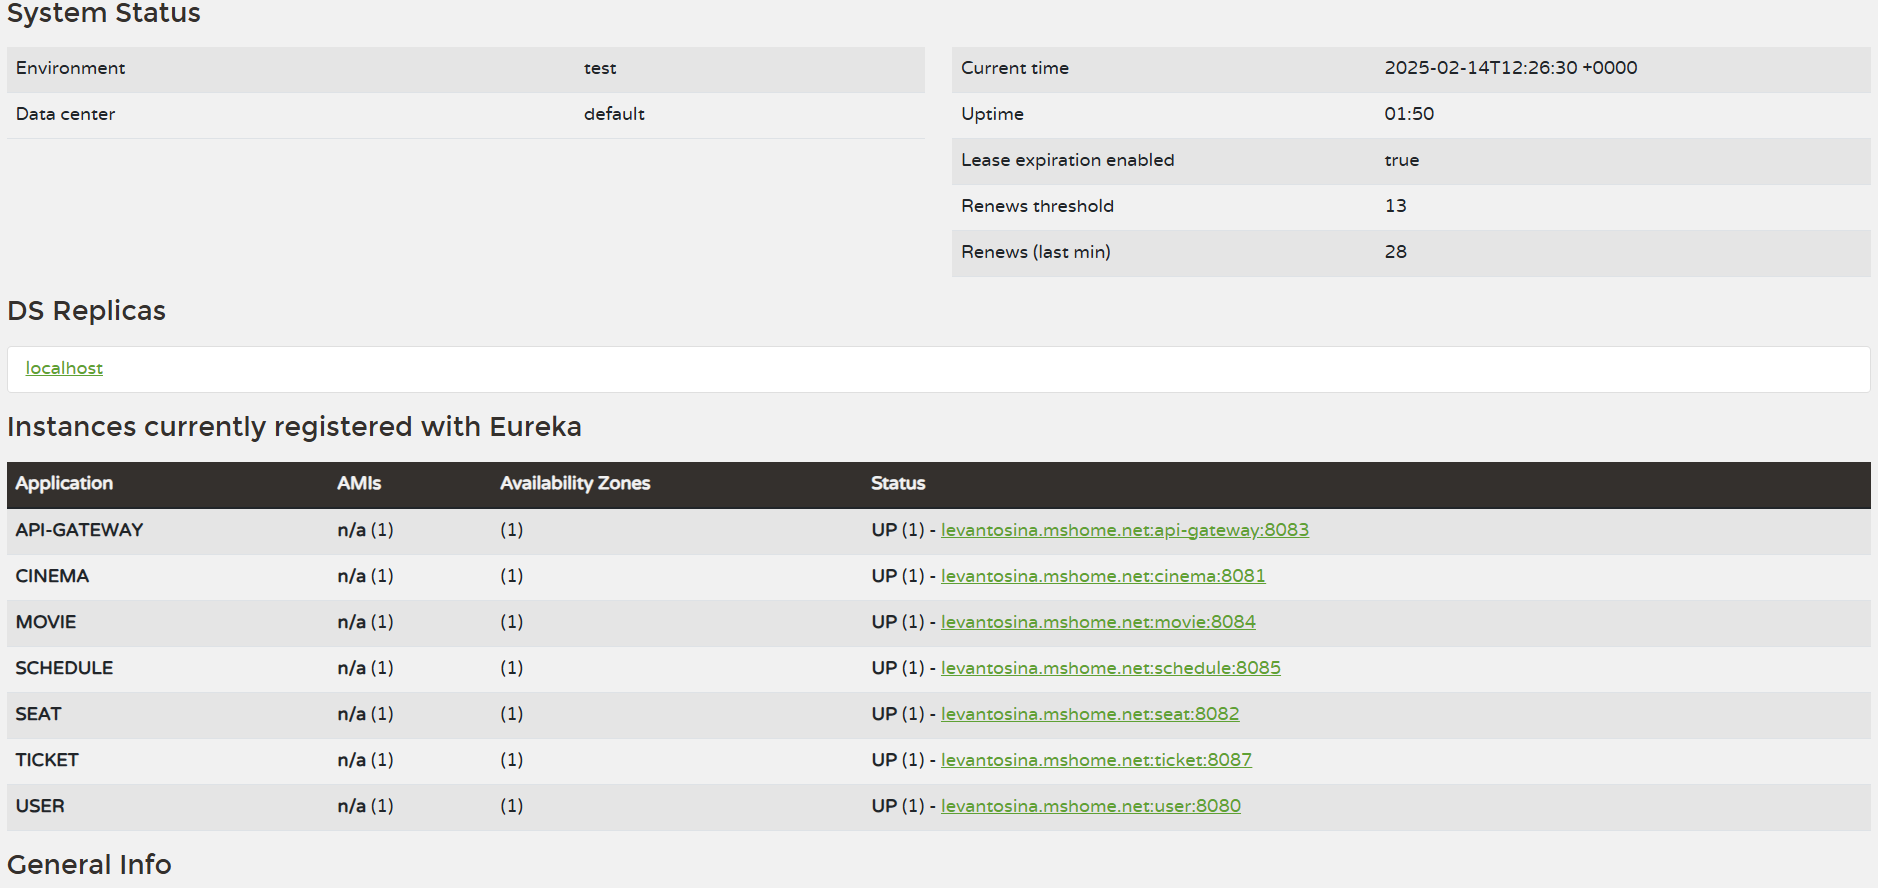 System Status
Environment test
Data center default
Current time 2025-02-14T12:26:30 +0000
Uptime 01:50
Lease expiration enabled true
Renews threshold 13
Renews (last min) 28
DS Replicas
localhost
Instances currently registered with Eureka
Application AMIs Availability Zones Status
API-GATEWAY n/a (1) (1) UP (1) - levantosina.mshome.net:api-gateway:8083
CINEMA n/a (1) (1) UP (1) - levantosina.mshome.net:cinema:8081
MOVIE n/a (1) (1) UP (1) - levantosina.mshome.net:movie:8084
SCHEDULE n/a (1) (1) UP (1) - levantosina.mshome.net:schedule:8085
SEAT n/a (1) (1) UP (1) - levantosina.mshome.net:seat:8082
TICKET n/a (1) (1) UP (1) - levantosina.mshome.net:ticket:8087
USER n/a (1) (1) UP (1) - levantosina.mshome.net:user:8080
General Info